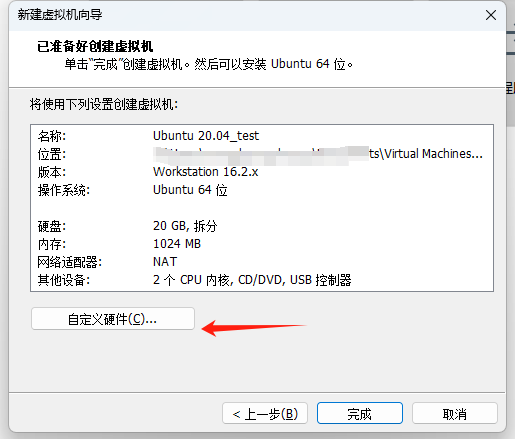 新建虚拟机向导
已准备好创建虚拟机
单击“完成”创建虚拟机。然后可以安装 Ubuntu 64 位。
将使用下列设置创建虚拟机:
名称: Ubuntu 20.04_test
位置: ts\Virtual Machines...
版本: Workstation 16.2.x
操作系统: Ubuntu 64 位
硬盘: 20 GB, 拆分
内存: 1024 MB
网络适配器: NAT
其他设备: 2 个 CPU 内核, CD/DVD, USB 控制器
自定义硬件(C)...
< 上一步(B)
完成
取消